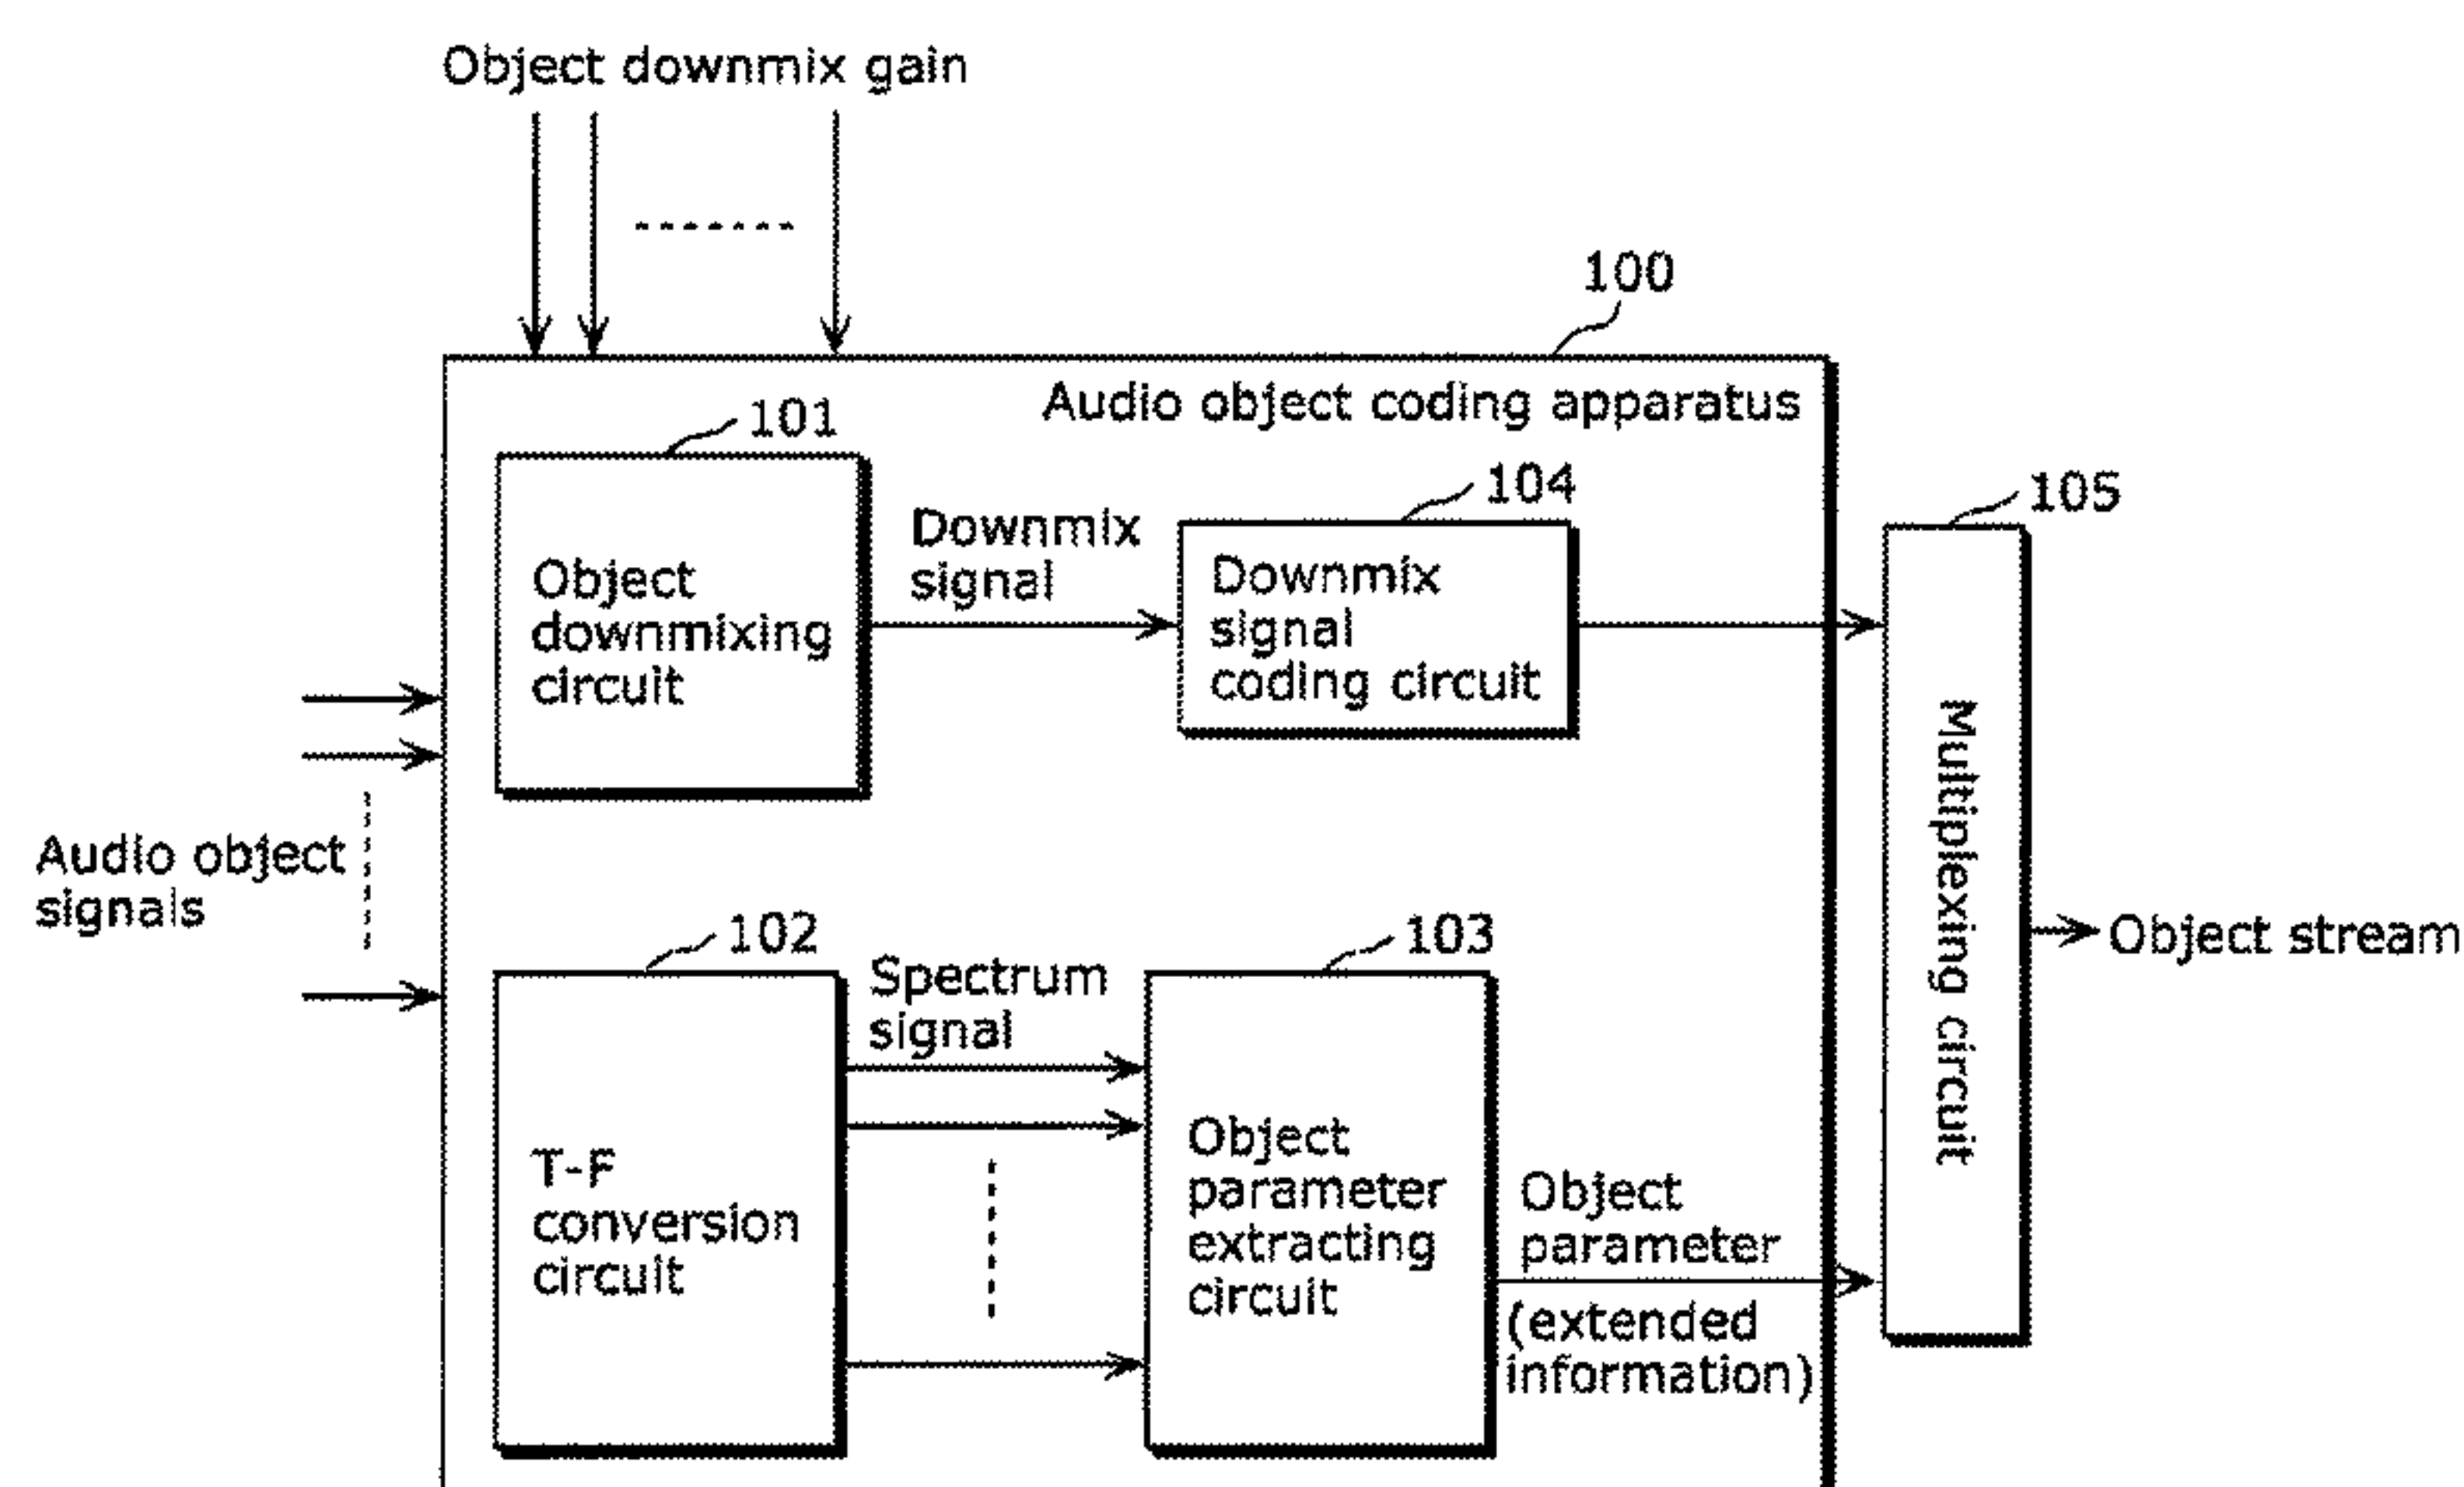 Object downmix gain
100
Audio object coding apparatus
101
Object
downmixing
circuit
Downmix
signal
104
Downmix
signal
coding circuit
105
Multiplexing circuit
Audio object
signals
102
T-F
conversion
circuit
Spectrum
signal
103
Object
parameter
extracting
circuit
Object
parameter
(extended
information)
Object stream